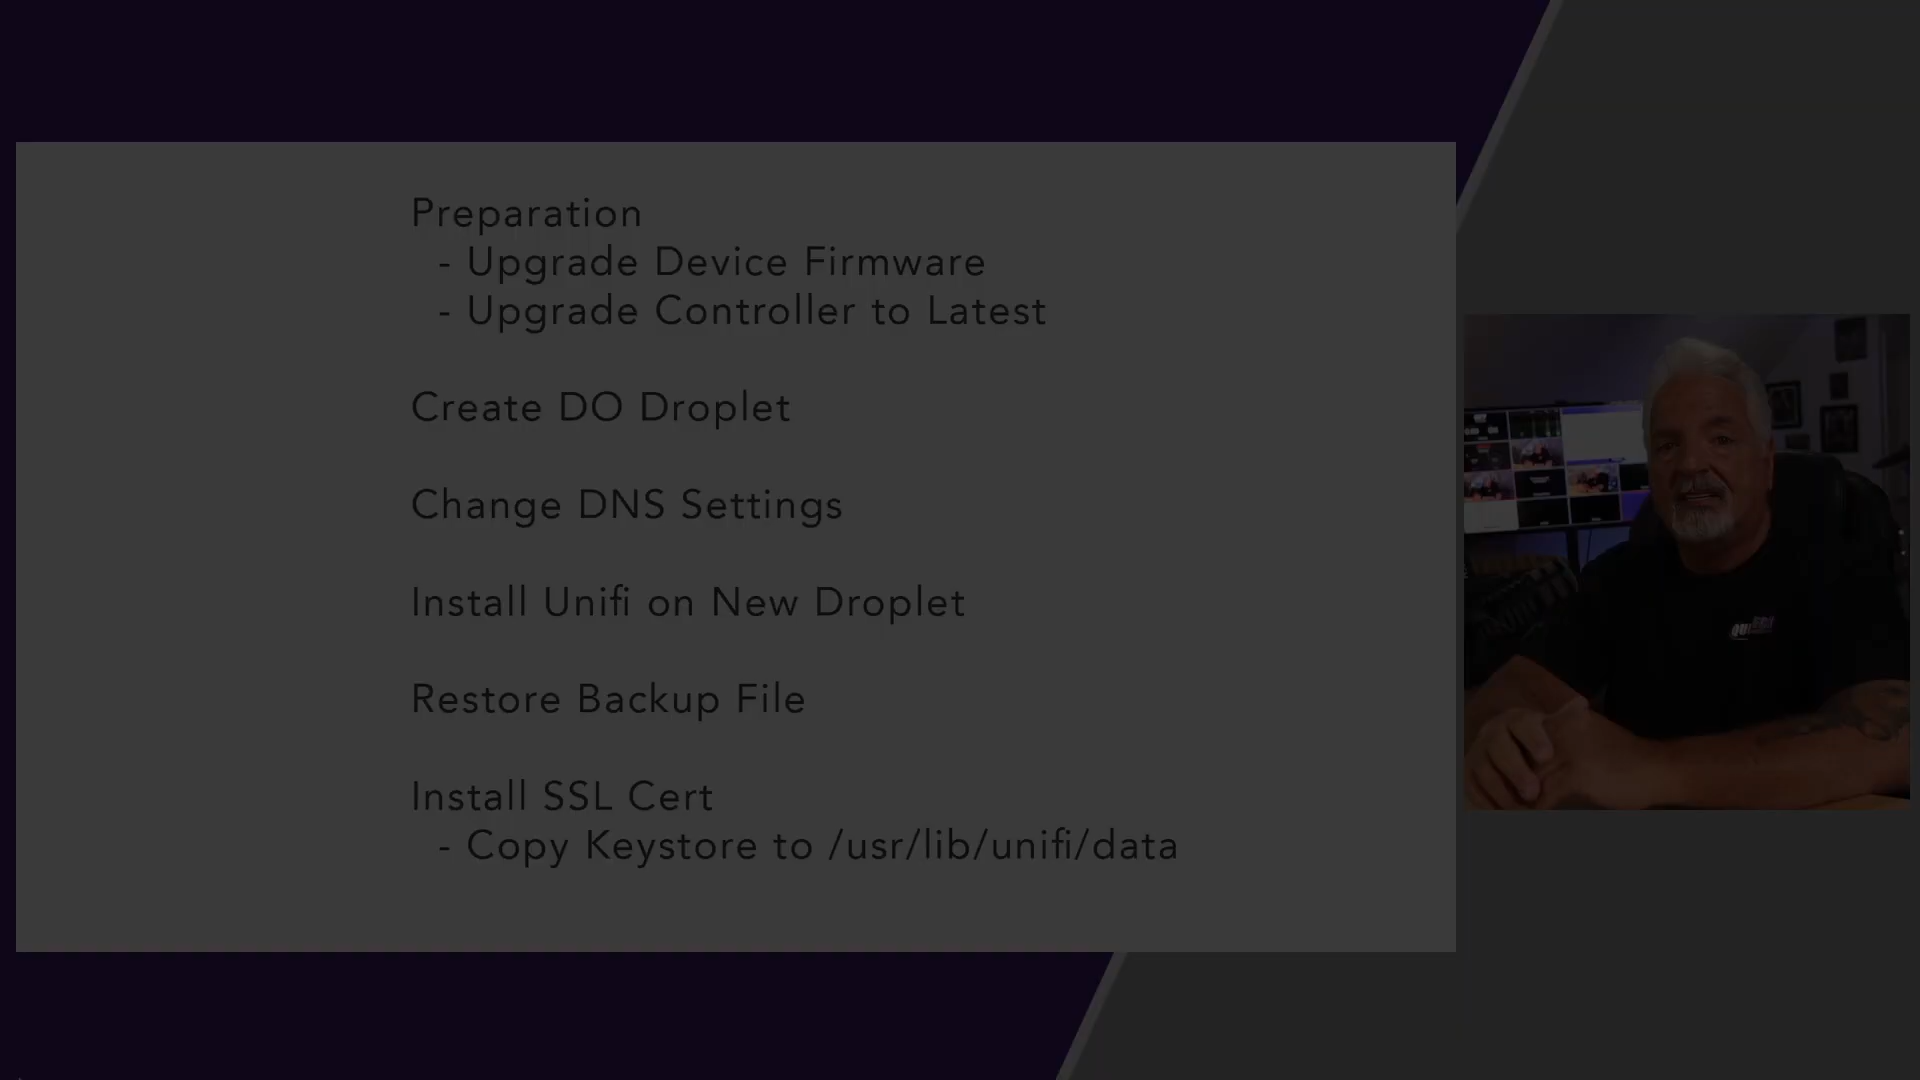 Preparation
- Upgrade Device Firmware
- Upgrade Controller to Latest
Create DO Droplet
Change DNS Settings
Install Unifi on New Droplet
Restore Backup File
Install SSL Cert
- Copy Keystore to /usr/lib/unifi/data